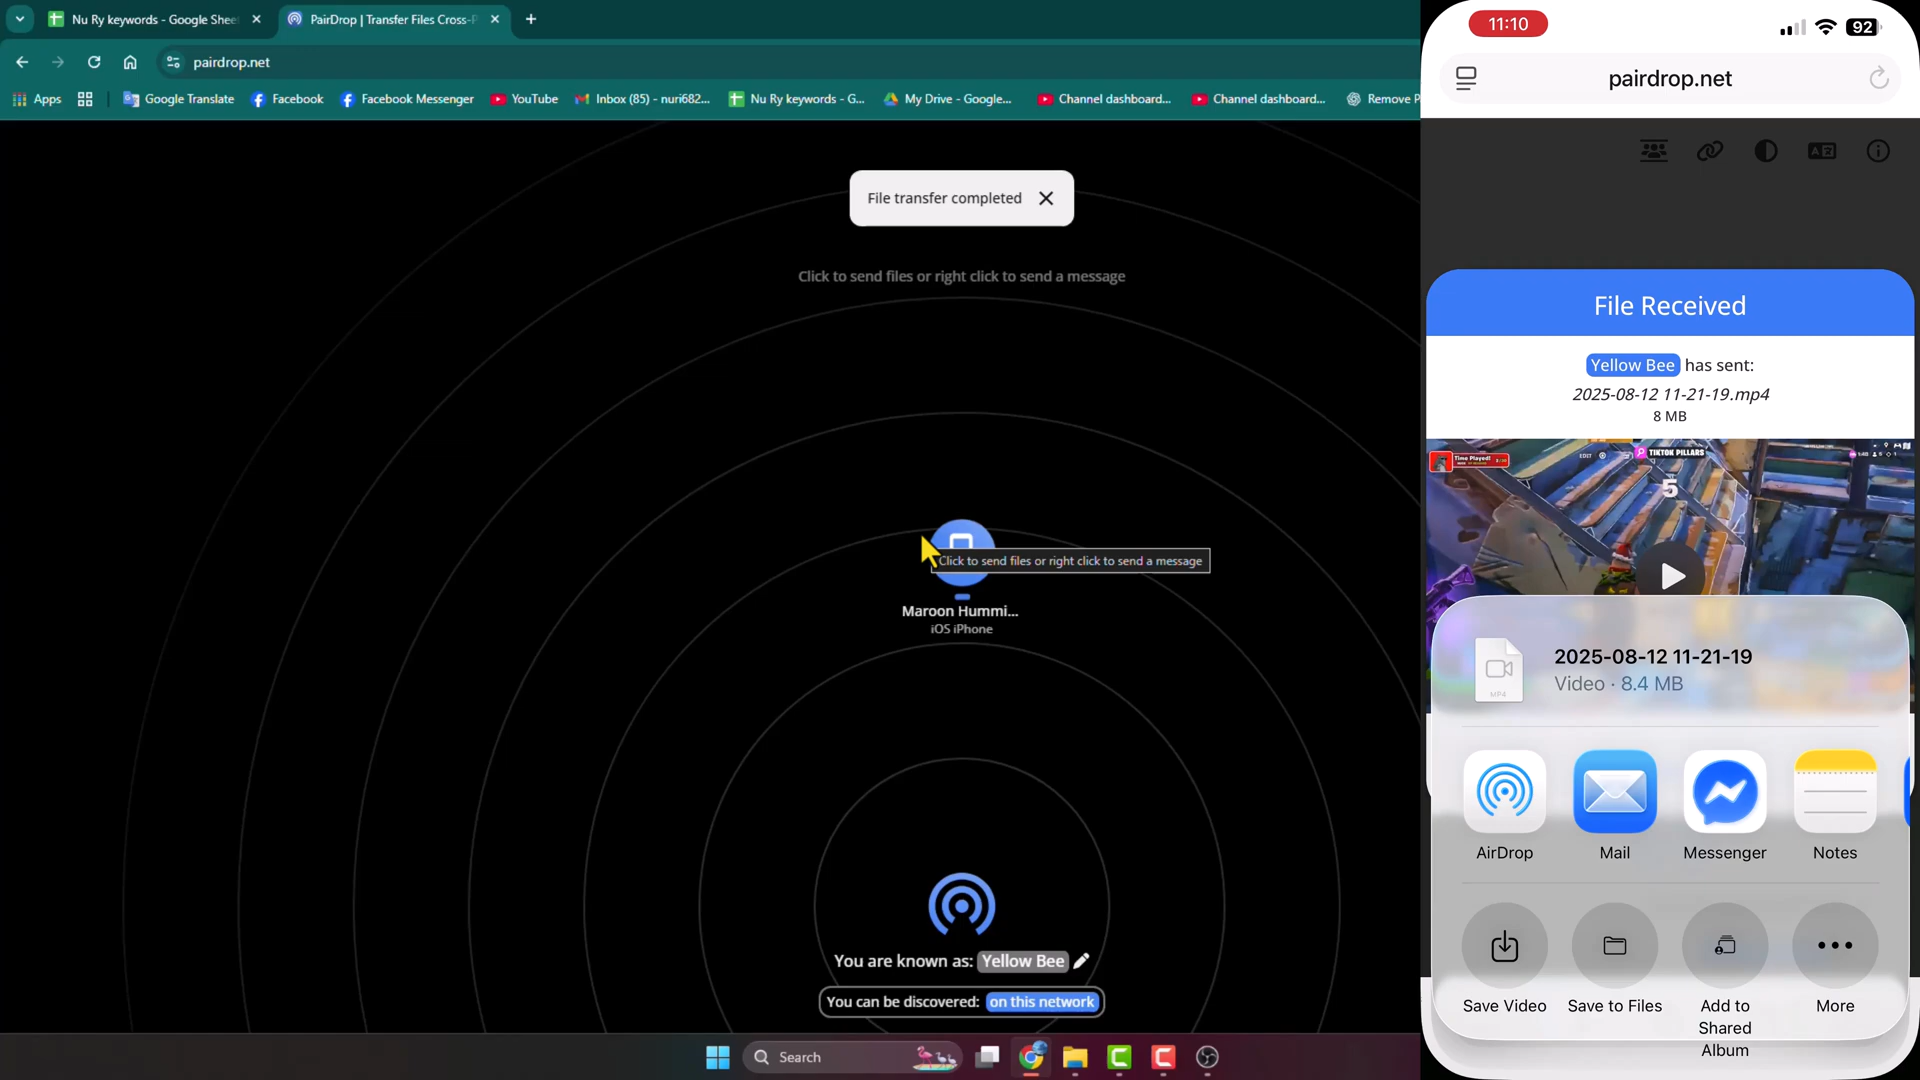 Nu Ry keywords - Google Shee
PairDrop | Transfer Files Cross-P
pairdrop.net
Apps
Google Translate
Facebook
Facebook Messenger
YouTube
Inbox (85) - nuri682...
Nu Ry keywords - G...
My Drive - Google...
Channel dashboard...
Channel dashboard...
Remove P
File transfer completed
Click to send files or right click to send a message
Click to send files or right click to send a message
Maroon Hummi...
iOS iPhone
You are known as: Yellow Bee
You can be discovered: on this network
Search
11:10
92
pairdrop.net
File Received
Yellow Bee has sent:
2025-08-12 11-21-19.mp4
8 MB
Time Played!
EDIT
TIKTOK PILLARS
5
MP4
2025-08-12 11-21-19
Video · 8.4 MB
AirDrop
Mail
Messenger
Notes
Save Video
Save to Files
Add to
Shared
Album
More